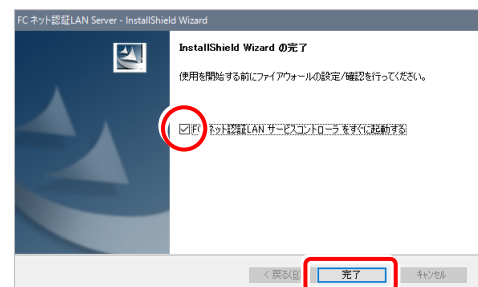 FC ネット認証LAN Server - InstallShield Wizard
InstallShield Wizard の完了
使用を開始する前にファイアウォールの設定/確認を行ってください。
FC ネット認証LAN サービスコントローラ をすぐに起動する
< 戻る(B)
完了
キャンセル